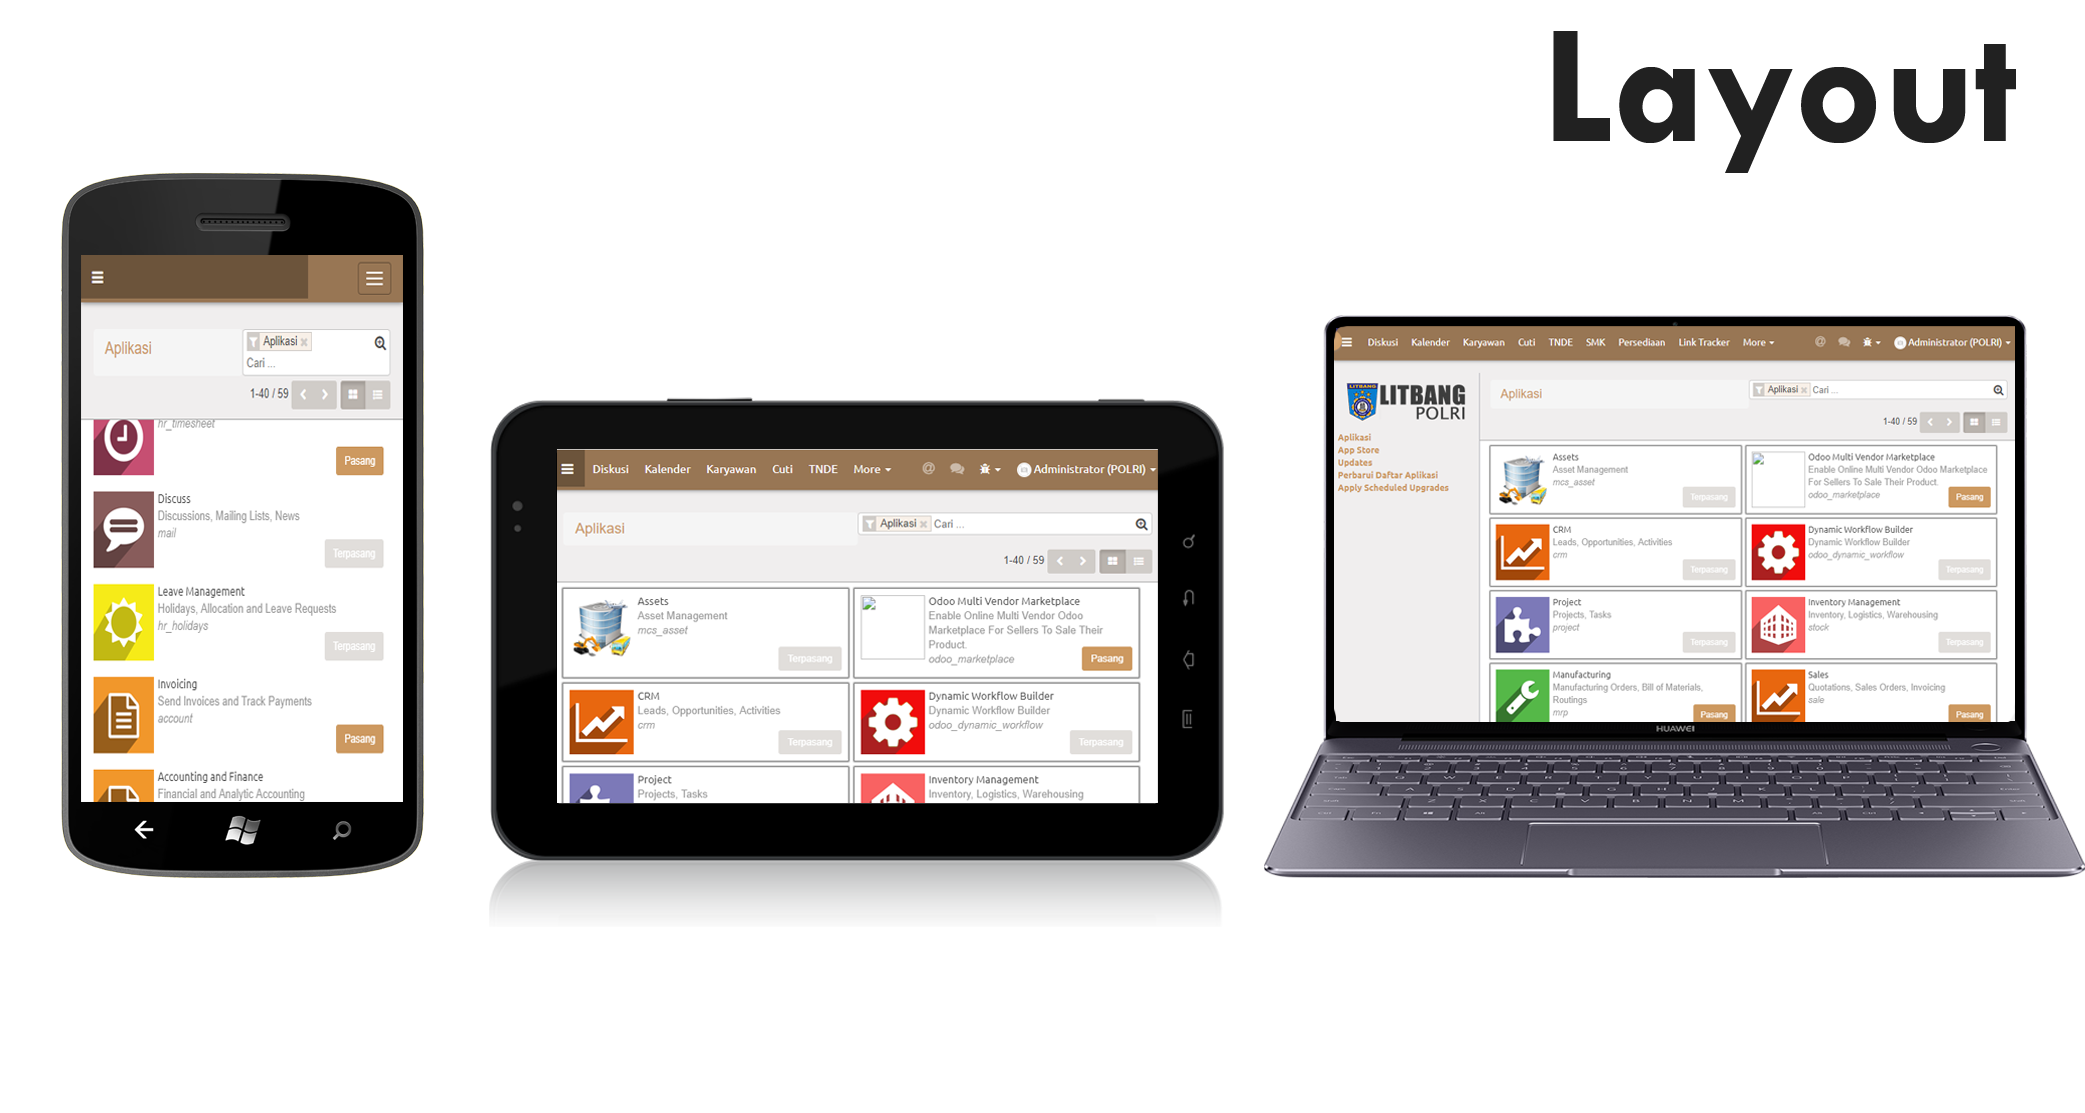 Layout
Aplikasi
Aplikasi ×
Cari ...
1-40 / 59
hr_timesheet
Pasang
Discuss
Discussions, Mailing Lists, News
mail
Terpasang
Leave Management
Holidays, Allocation and Leave Requests
hr_holidays
Terpasang
Invoicing
Send Invoices and Track Payments
account
Pasang
Accounting and Finance
Financial and Analytic Accounting
Diskusi Kalender Karyawan Cuti TNDE More @ Administrator (POLRI)
Aplikasi
Aplikasi × Cari ...
1-40 / 59
Assets
Asset Management
mcs_asset
Terpasang
Odoo Multi Vendor Marketplace
Enable Online Multi Vendor Odoo
Marketplace For Sellers To Sale Their
Product.
odoo_marketplace
Pasang
CRM
Leads, Opportunities, Activities
crm
Terpasang
Dynamic Workflow Builder
Dynamic Workflow Builder
odoo_dynamic_workflow
Terpasang
Project
Projects, Tasks
Inventory Management
Inventory, Logistics, Warehousing
Diskusi Kalender Karyawan Cuti TNDE SMK Persediaan Link Tracker More @ Administrator (POLRI)
LITBANG
LITBANG
POLRI
Aplikasi
App Store
Updates
Perbarui Daftar Aplikasi
Apply Scheduled Upgrades
Aplikasi
Aplikasi × Cari ...
1-40 / 59
Assets
Asset Management
mcs_asset
Terpasang
Odoo Multi Vendor Marketplace
Enable Online Multi Vendor Odoo Marketplace
For Sellers To Sale Their Product.
odoo_marketplace
Pasang
CRM
Leads, Opportunities, Activities
crm
Terpasang
Dynamic Workflow Builder
Dynamic Workflow Builder
odoo_dynamic_workflow
Terpasang
Project
Projects, Tasks
project
Terpasang
Inventory Management
Inventory, Logistics, Warehousing
stock
Terpasang
Manufacturing
Manufacturing Orders, Bill of Materials,
Routings
mrp
Pasang
Sales
Quotations, Sales Orders, Invoicing
sale
Pasang
HUAWEI